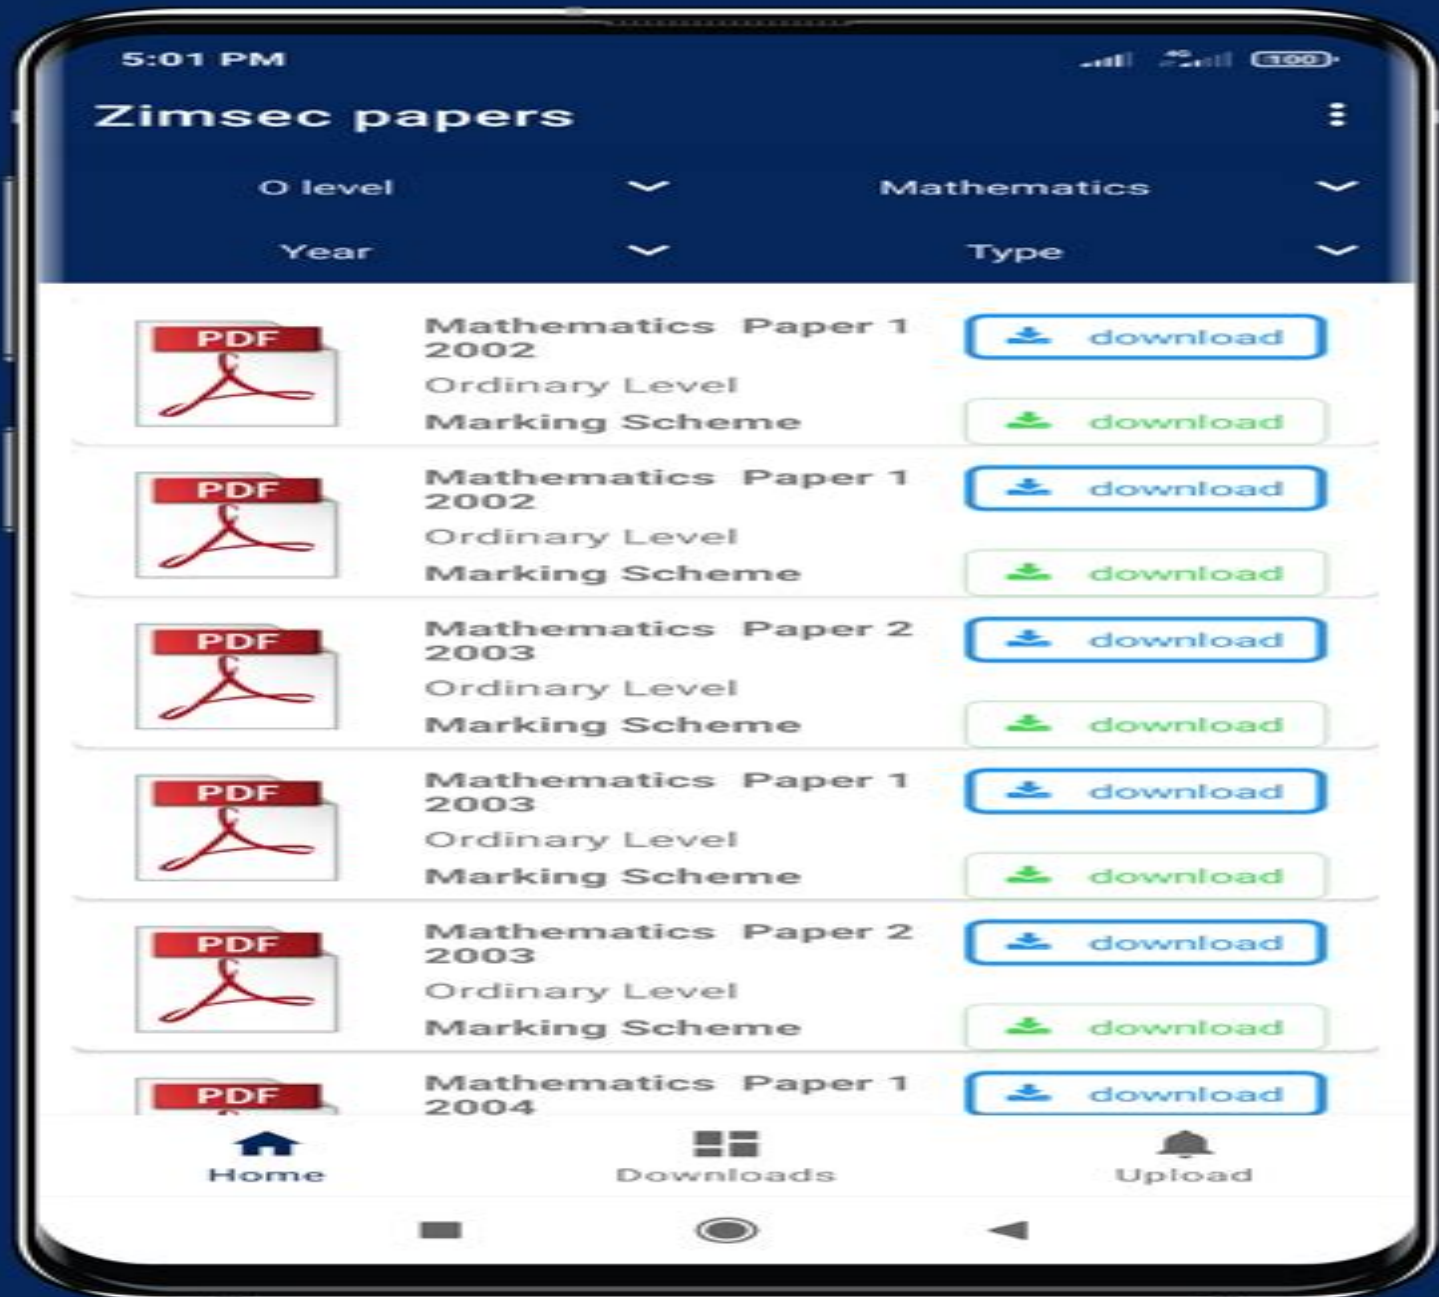 5:01 PM
4G
100
Zimsec papers
O level
Mathematics
Year
Type
PDF
Mathematics Paper 1
2002
download
Ordinary Level
Marking Scheme
download
PDF
Mathematics Paper 1
2002
download
Ordinary Level
Marking Scheme
download
PDF
Mathematics Paper 2
2003
download
Ordinary Level
Marking Scheme
download
PDF
Mathematics Paper 1
2003
download
Ordinary Level
Marking Scheme
download
PDF
Mathematics Paper 2
2003
download
Ordinary Level
Marking Scheme
download
PDF
Mathematics Paper 1
2004
download
Home
Downloads
Upload